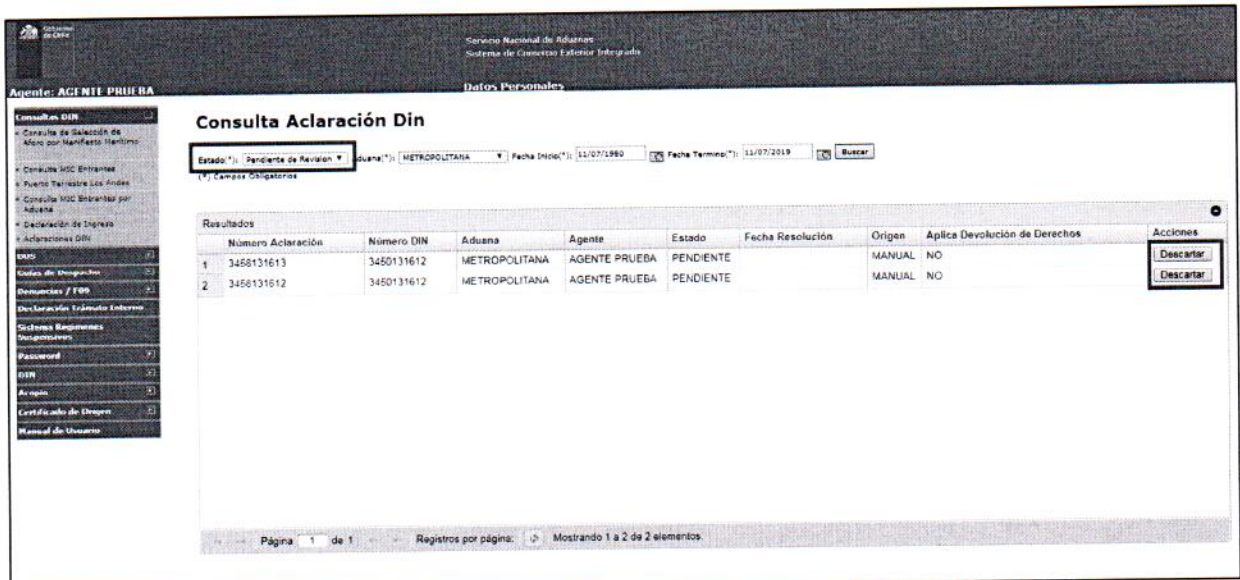 Gobierno
de Chile
Servicio Nacional de Aduanas
Sistema de Comercio Exterior Integrado
Agente: AGENTE PRUEBA
Datos Personales
Consultas DIN
Consulta de Selección de
Aforo por Manifiesto Marítimo
Consulta MIC Entrantes
Puerto Terrestre Los Andes
Consulta MIC Entrantes por
Aduana
Declaración de Ingreso
Aclaraciones DIN
DUS
Guías de Despacho
Denuncias / F09
Declaración Tránsito Interno
Sistema Regimenes
Suspensivos
Password
DIN
Acopio
Certificado de Origen
Manual de Usuario
Consulta Aclaración Din
Estado(*): Pendiente de Revision Aduana(*): METROPOLITANA Fecha Inicio(*): 11/07/1980 Fecha Termino(*): 11/07/2019 Buscar
(*) Campos Obligatorios
Resultados
Número Aclaración Número DIN Aduana Agente Estado Fecha Resolución Origen Aplica Devolución de Derechos Acciones
1 3458131613 3450131612 METROPOLITANA AGENTE PRUEBA PENDIENTE MANUAL NO Descartar
2 3458131612 3450131612 METROPOLITANA AGENTE PRUEBA PENDIENTE MANUAL NO Descartar
Página 1 de 1 Registros por página: Mostrando 1 a 2 de 2 elementos.